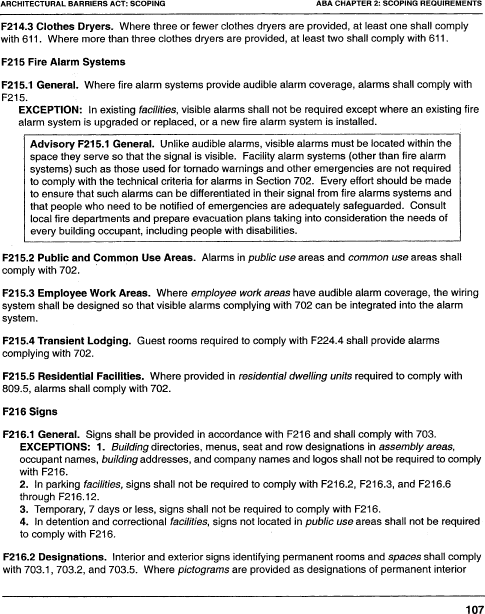 ARCHITECTURAL BARRIERS ACT: SCOPING ABA CHAPTER 2: SCOPING REQUIREMENTS
F214.3 Clothes Dryers. Where three or fewer clothes dryers are provided, at least one shall comply
with 611. Where more than three clothes dryers are provided, at least two shall comply with 611.
F215 Fire Alarm Systems
F215.1 General. Where fire alarm systems provide audible alarm coverage, alarms shall comply with
F215.
EXCEPTION: In existing facilities, visible alarms shall not be required except where an existing fire
alarm system is upgraded or replaced, or a new fire alarm system is installed.
Advisory F215.1 General. Unlike audible alarms, visible alarms must be located within the
space they serve so that the signal is visible. Facility alarm systems (other than fire alarm
systems) such as those used for tornado warnings and other emergencies are not required
to comply with the technical criteria for alarms in Section 702. Every effort should be made
to ensure that such alarms can be differentiated in their signal from fire alarms systems and
that people who need to be notified of emergencies are adequately safeguarded. Consult
local fire departments and prepare evacuation plans taking into consideration the needs of
every building occupant, including people with disabilities.
F215.2 Public and Common Use Areas. Alarms in public use areas and common use areas shall
comply with 702.
F215.3 Employee Work Areas. Where employee work areas have audible alarm coverage, the wiring
system shall be designed so that visible alarms complying with 702 can be integrated into the alarm
system.
F215.4 Transient Lodging. Guest rooms required to comply with F224.4 shall provide alarms
complying with 702.
F215.5 Residential Facilities. Where provided in residential dwelling units required to comply with
809.5, alarms shall comply with 702.
F216 Signs
F216.1 General. Signs shall be provided in accordance with F216 and shall comply with 703.
EXCEPTIONS: 1. Building directories, menus, seat and row designations in assembly areas,
occupant names, building addresses, and company names and logos shall not be required to comply
with F216.
2. In parking facilities, signs shall not be required to comply with F216.2, F216.3, and F216.6
through F216.12.
3. Temporary, 7 days or less, signs shall not be required to comply with F216.
4. In detention and correctional facilities, signs not located in public use areas shall not be required
to comply with F216.
F216.2 Designations. Interior and exterior signs identifying permanent rooms and spaces shall comply
with 703.1, 703.2, and 703.5. Where pictograms are provided as designations of permanent interior
107